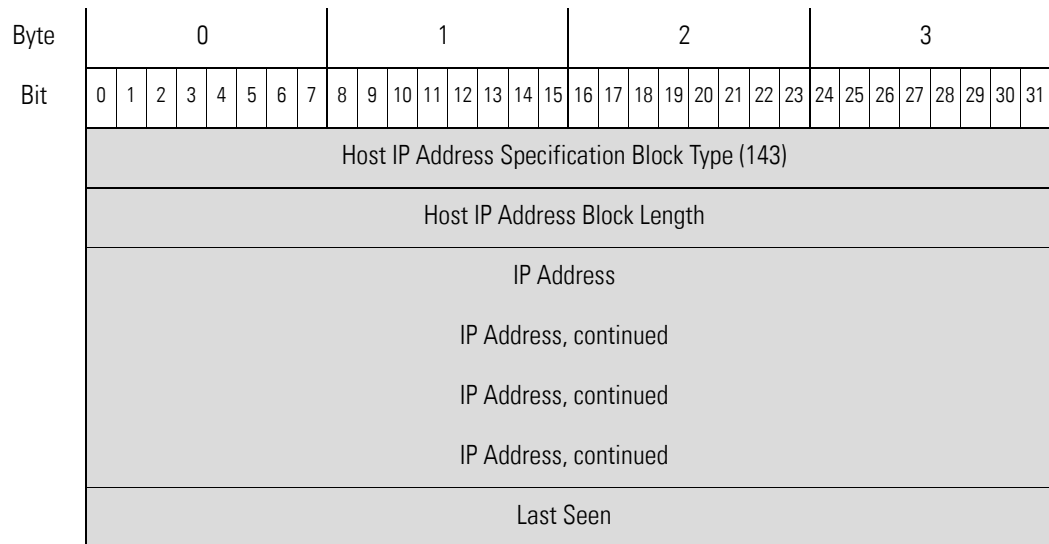 Byte 0 1 2 3
Bit 0 1 2 3 4 5 6 7 8 9 10 11 12 13 14 15 16 17 18 19 20 21 22 23 24 25 26 27 28 29 30 31
Host IP Address Specification Block Type (143)
Host IP Address Block Length
IP Address
IP Address, continued
IP Address, continued
IP Address, continued
Last Seen